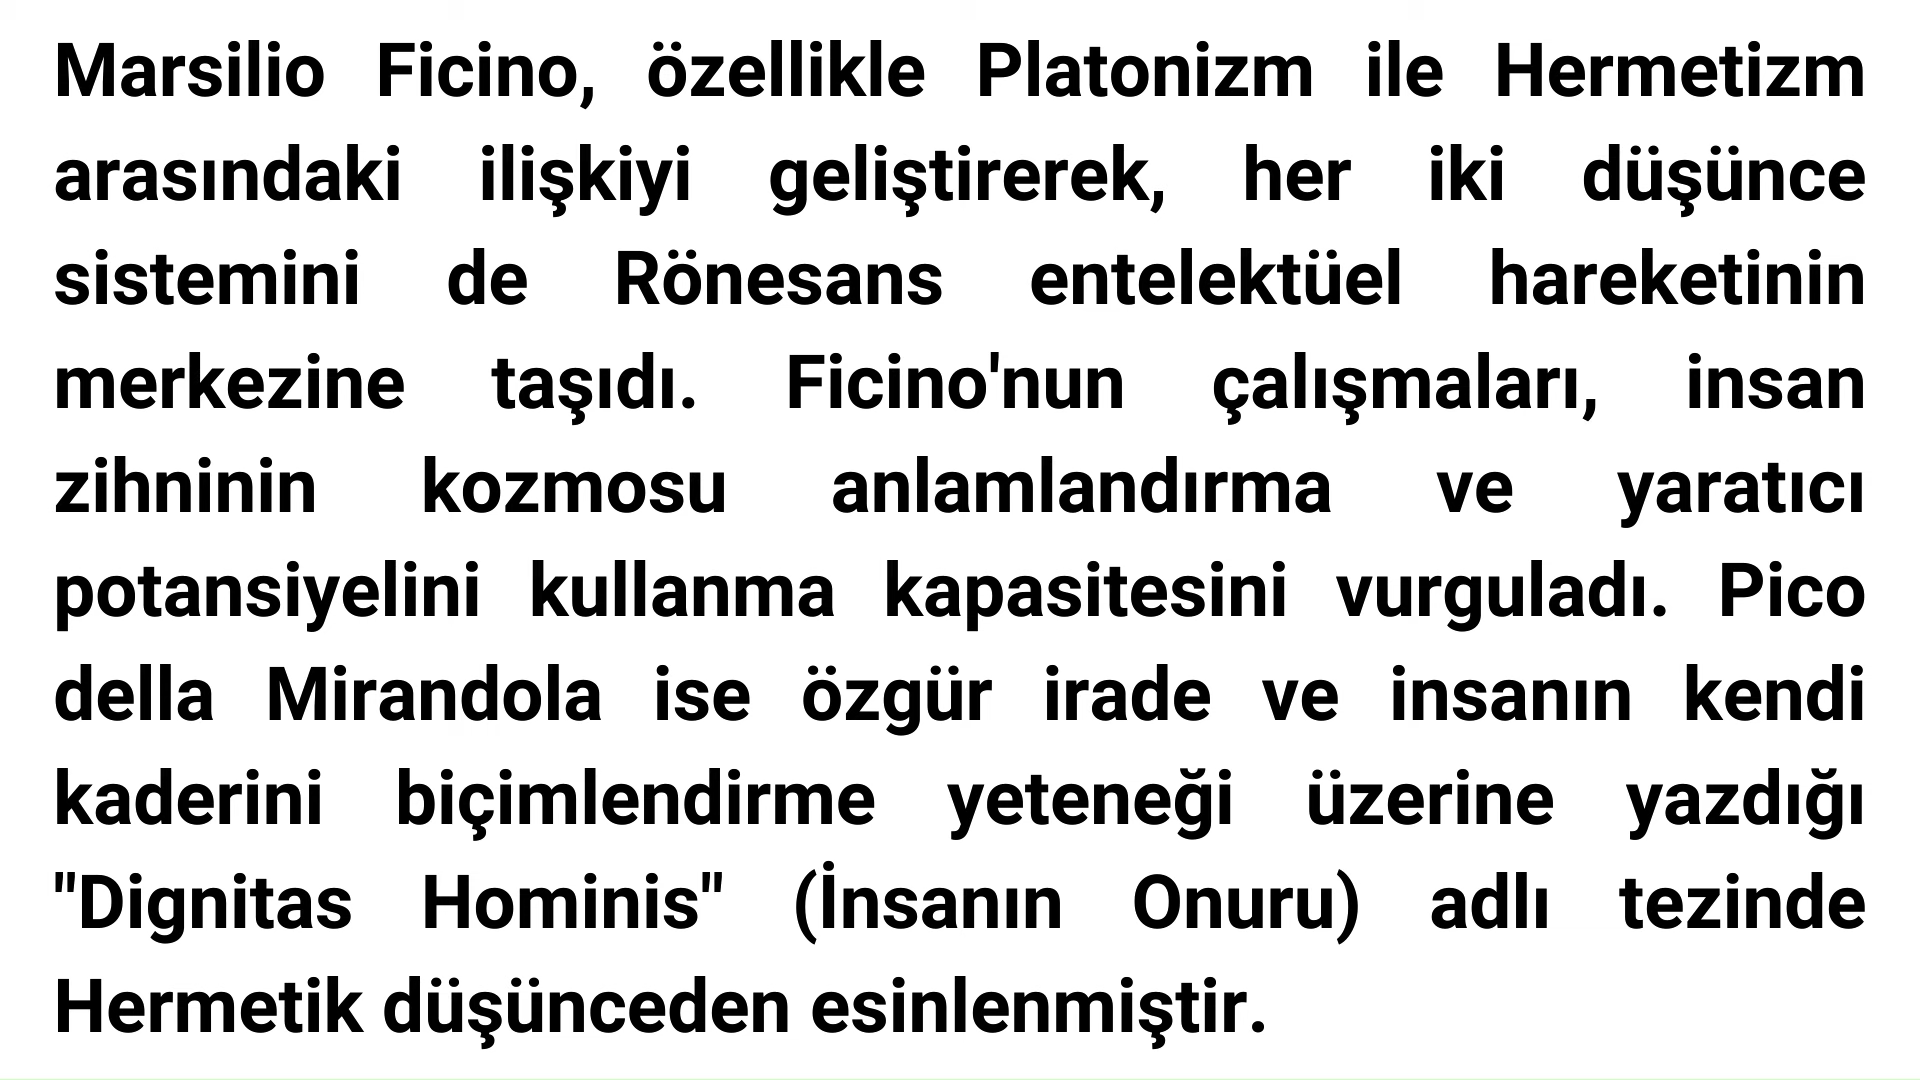 Marsilio Ficino, özellikle Platonizm ile Hermetizm
arasındaki ilişkiyi geliştirerek, her iki düşünce
sistemini de Rönesans entelektüel hareketinin
merkezine taşıdı. Ficino'nun çalışmaları, insan
zihninin kozmosu anlamlandırma ve yaratıcı
potansiyelini kullanma kapasitesini vurguladı. Pico
della Mirandola ise özgür irade ve insanın kendi
kaderini biçimlendirme yeteneği üzerine yazdığı
"Dignitas Hominis" (İnsanın Onuru) adlı tezinde
Hermetik düşünceden esinlenmiştir.